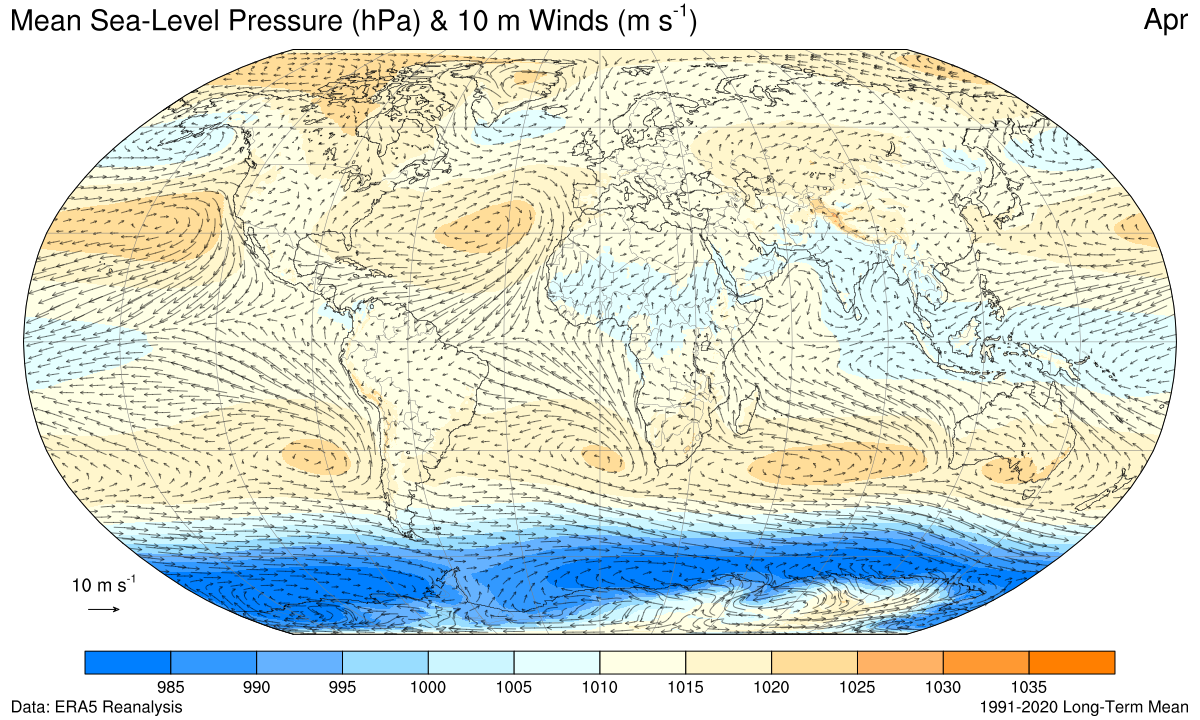 Mean Sea-Level Pressure (hPa) & 10 m Winds (m s⁻¹) Apr
10 m s⁻¹
985 990 995 1000 1005 1010 1015 1020 1025 1030 1035
Data: ERA5 Reanalysis 1991-2020 Long-Term Mean